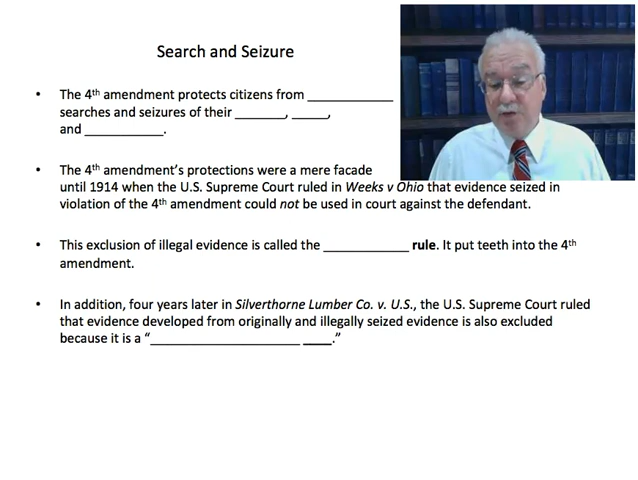 Search and Seizure
• The 4th amendment protects citizens from ____________
searches and seizures of their _______, _____,
and ___________.
• The 4th amendment's protections were a mere facade
until 1914 when the U.S. Supreme Court ruled in Weeks v Ohio that evidence seized in
violation of the 4th amendment could not be used in court against the defendant.
• This exclusion of illegal evidence is called the ____________ rule. It put teeth into the 4th
amendment.
• In addition, four years later in Silverthorne Lumber Co. v. U.S., the U.S. Supreme Court ruled
that evidence developed from originally and illegally seized evidence is also excluded
because it is a “_____________________ ____.”